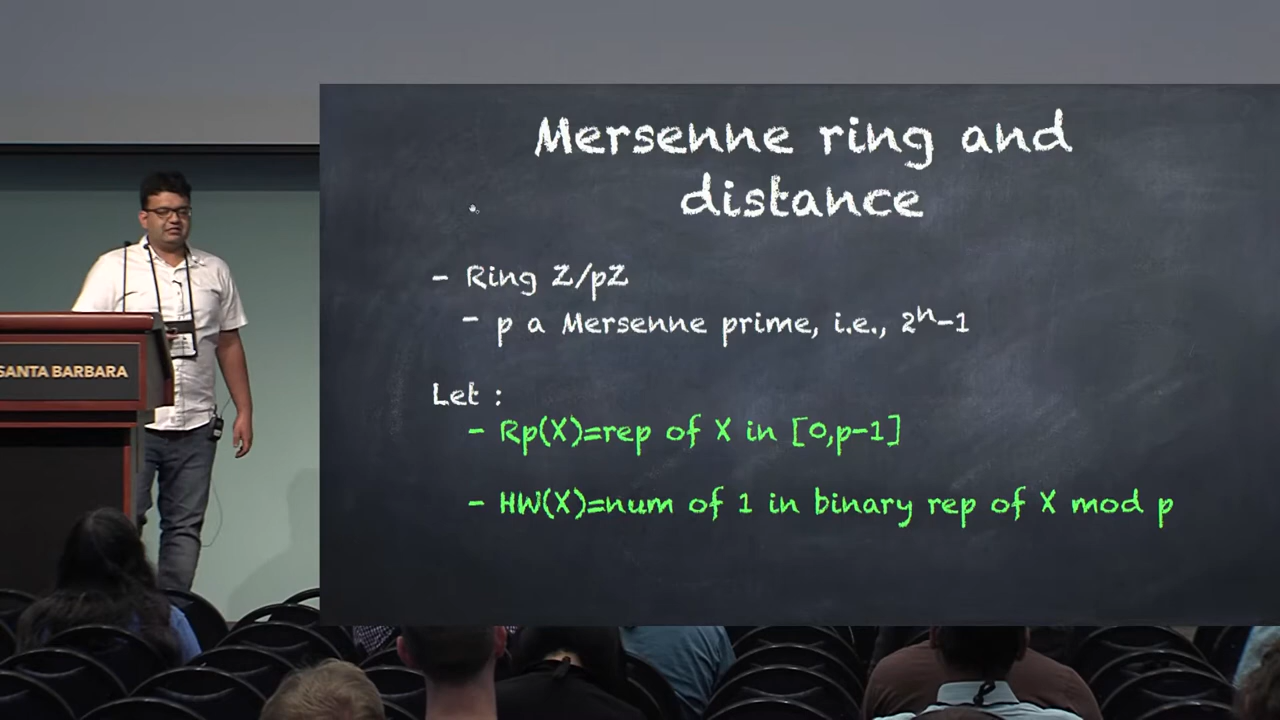 Mersenne ring and
distance
- Ring Z/pZ
- p a Mersenne prime, i.e., 2ⁿ-1
Let :
- Rp(X)=rep of X in [0,p-1]
- HW(X)=num of 1 in binary rep of X mod p
SANTA BARBARA